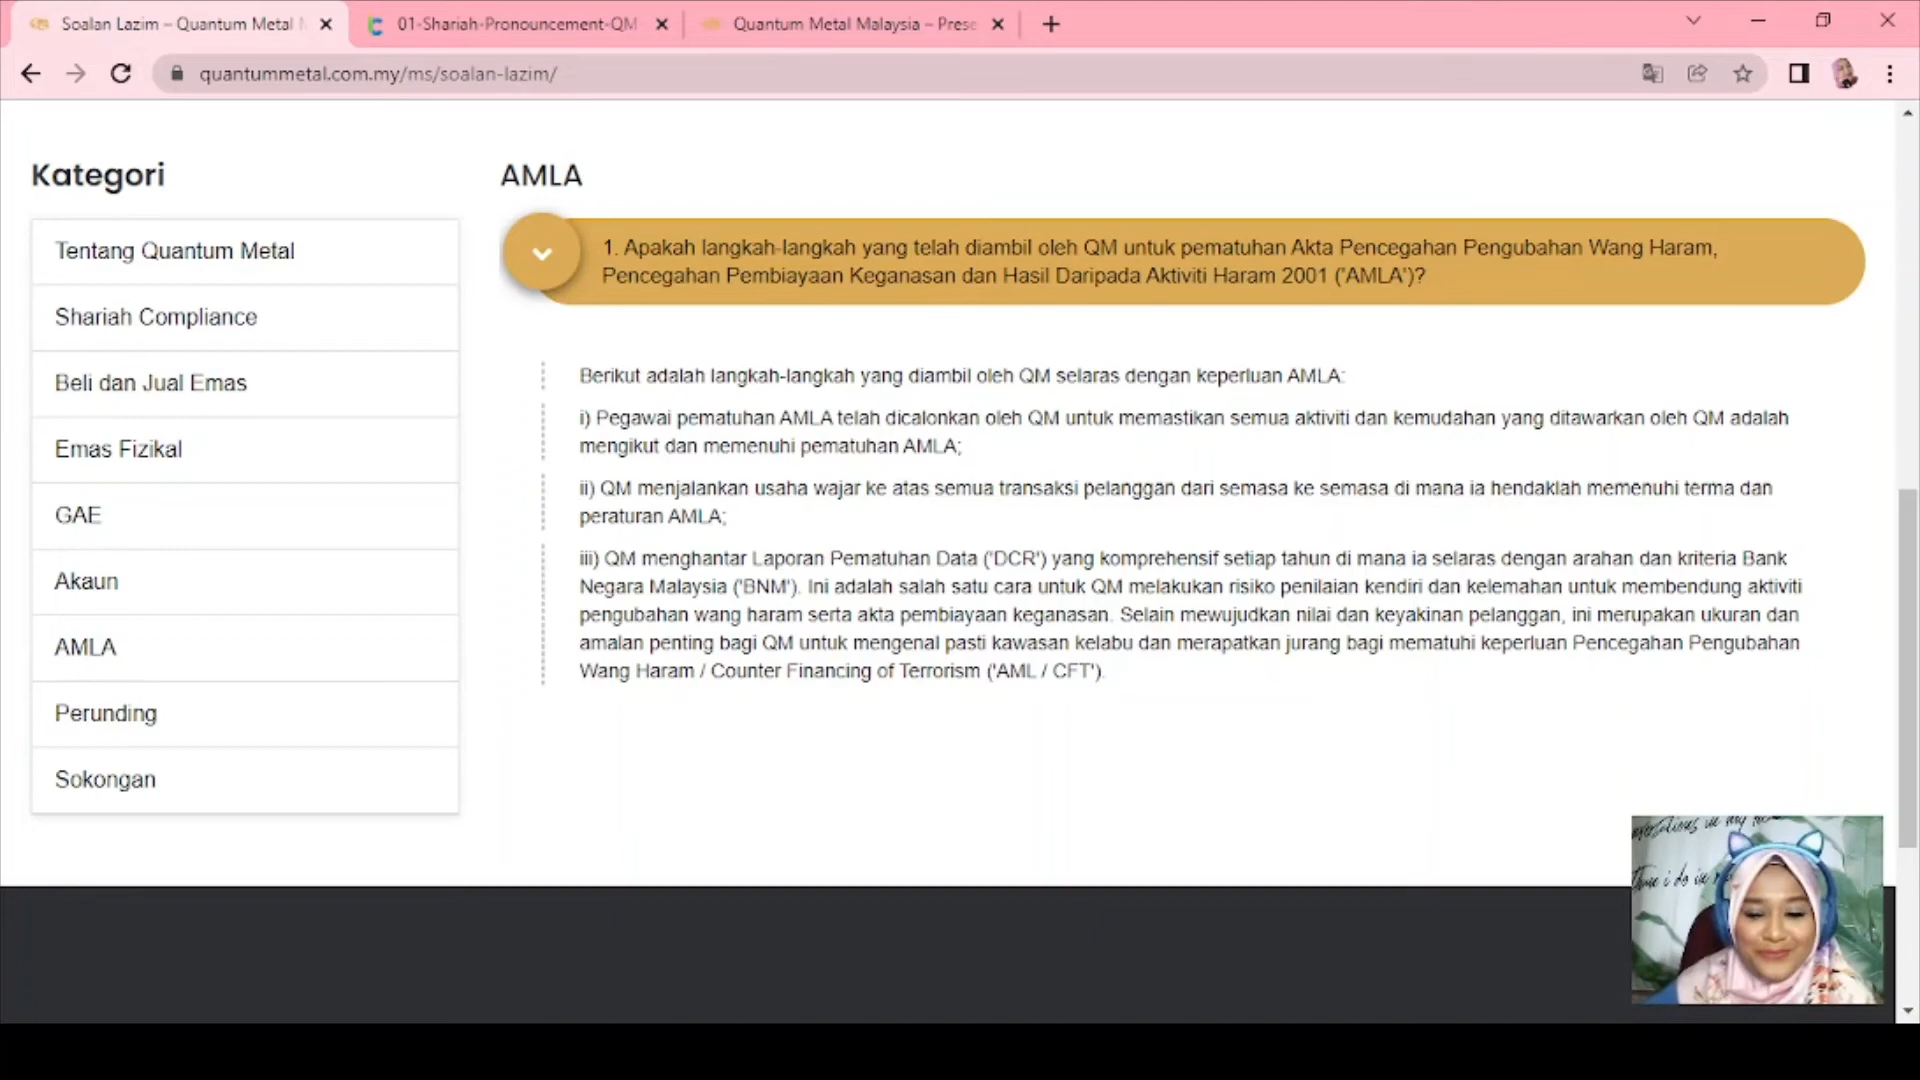 Soalan Lazim – Quantum Metal
01-Shariah-Pronouncement-QM
Quantum Metal Malaysia – Prese
quantummetal.com.my/ms/soalan-lazim/
Kategori
Tentang Quantum Metal
Shariah Compliance
Beli dan Jual Emas
Emas Fizikal
GAE
Akaun
AMLA
Perunding
Sokongan
AMLA
1. Apakah langkah-langkah yang telah diambil oleh QM untuk pematuhan Akta Pencegahan Pengubahan Wang Haram,
Pencegahan Pembiayaan Keganasan dan Hasil Daripada Aktiviti Haram 2001 ('AMLA')?
Berikut adalah langkah-langkah yang diambil oleh QM selaras dengan keperluan AMLA:
i) Pegawai pematuhan AMLA telah dicalonkan oleh QM untuk memastikan semua aktiviti dan kemudahan yang ditawarkan oleh QM adalah
mengikut dan memenuhi pematuhan AMLA;
ii) QM menjalankan usaha wajar ke atas semua transaksi pelanggan dari semasa ke semasa di mana ia hendaklah memenuhi terma dan
peraturan AMLA;
iii) QM menghantar Laporan Pematuhan Data ('DCR') yang komprehensif setiap tahun di mana ia selaras dengan arahan dan kriteria Bank
Negara Malaysia ('BNM'). Ini adalah salah satu cara untuk QM melakukan risiko penilaian kendiri dan kelemahan untuk membendung aktiviti
pengubahan wang haram serta akta pembiayaan keganasan. Selain mewujudkan nilai dan keyakinan pelanggan, ini merupakan ukuran dan
amalan penting bagi QM untuk mengenal pasti kawasan kelabu dan merapatkan jurang bagi mematuhi keperluan Pencegahan Pengubahan
Wang Haram / Counter Financing of Terrorism ('AML / CFT').
i do in